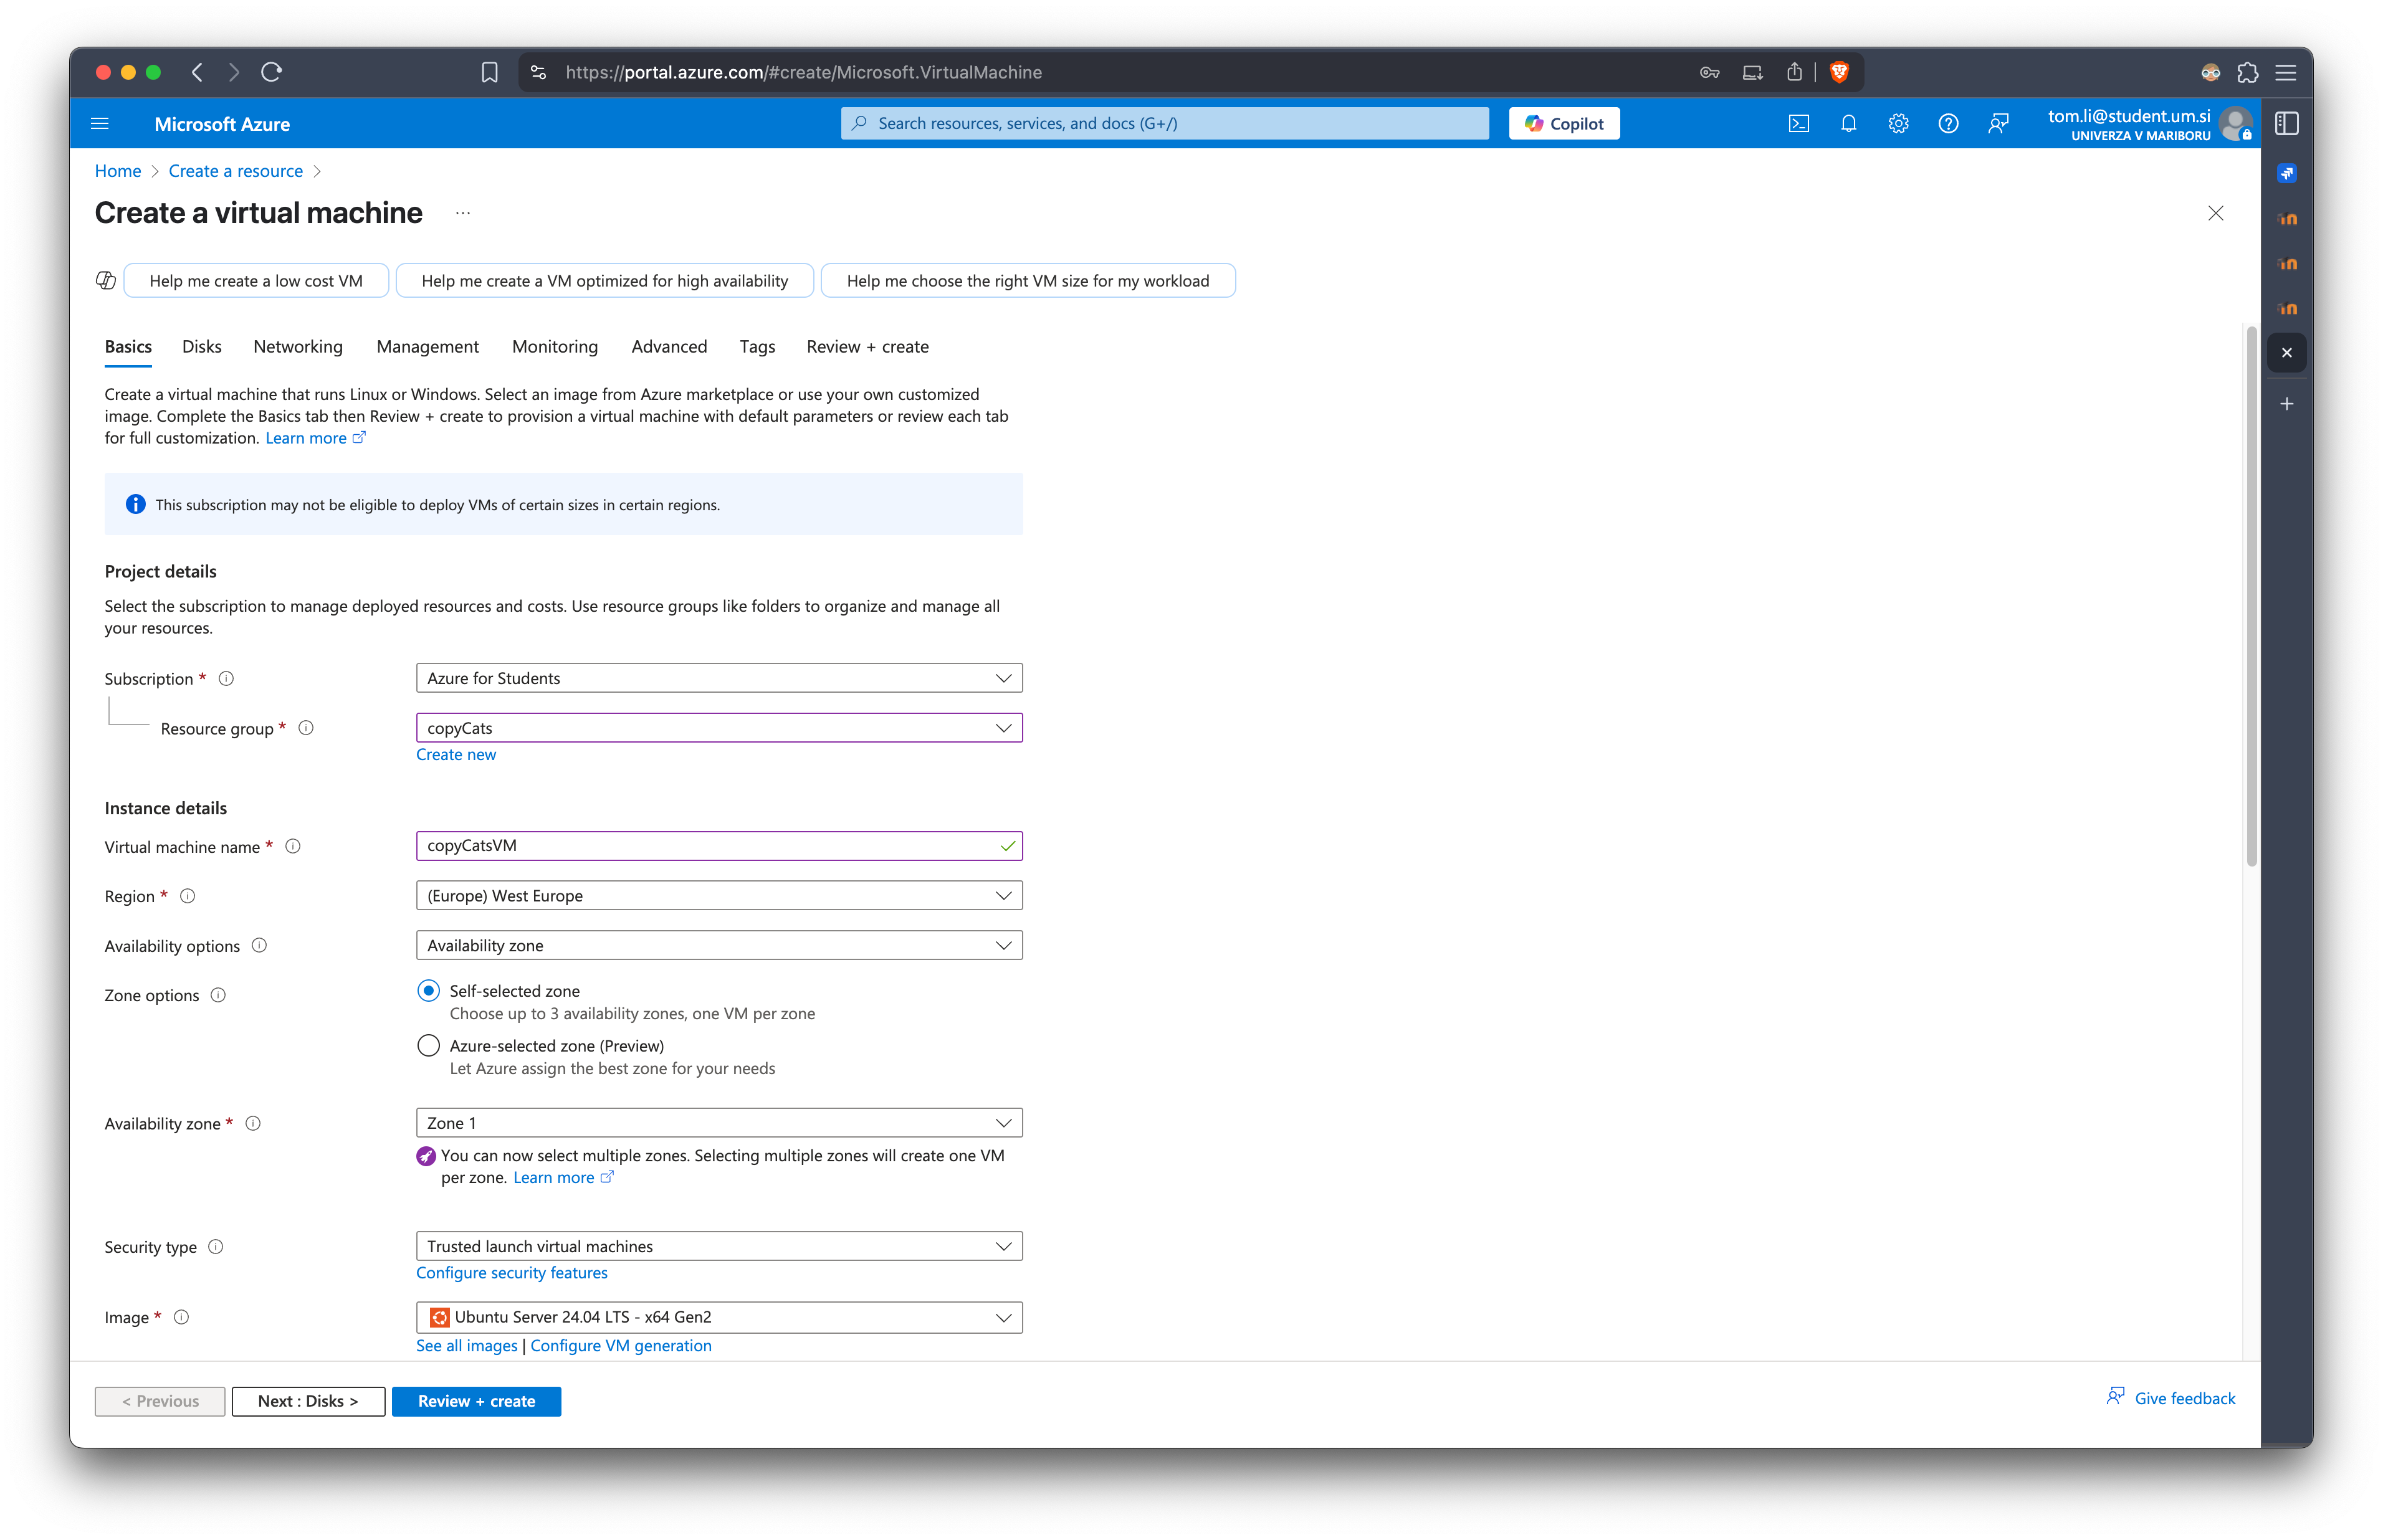 https://portal.azure.com/#create/Microsoft.VirtualMachine
Microsoft Azure
Search resources, services, and docs (G+/)
Copilot
tom.li@student.um.si
UNIVERZA V MARIBORU
Home > Create a resource >
Create a virtual machine ...
Help me create a low cost VM
Help me create a VM optimized for high availability
Help me choose the right VM size for my workload
Basics Disks Networking Management Monitoring Advanced Tags Review + create
Create a virtual machine that runs Linux or Windows. Select an image from Azure marketplace or use your own customized
image. Complete the Basics tab then Review + create to provision a virtual machine with default parameters or review each tab
for full customization. Learn more
This subscription may not be eligible to deploy VMs of certain sizes in certain regions.
Project details
Select the subscription to manage deployed resources and costs. Use resource groups like folders to organize and manage all
your resources.
Subscription * Azure for Students
Resource group * copyCats
Create new
Instance details
Virtual machine name * copyCatsVM
Region * (Europe) West Europe
Availability options Availability zone
Zone options
Self-selected zone
Choose up to 3 availability zones, one VM per zone
Azure-selected zone (Preview)
Let Azure assign the best zone for your needs
Availability zone * Zone 1
You can now select multiple zones. Selecting multiple zones will create one VM
per zone. Learn more
Security type Trusted launch virtual machines
Configure security features
Image * Ubuntu Server 24.04 LTS - x64 Gen2
See all images | Configure VM generation
< Previous
Next : Disks >
Review + create
Give feedback